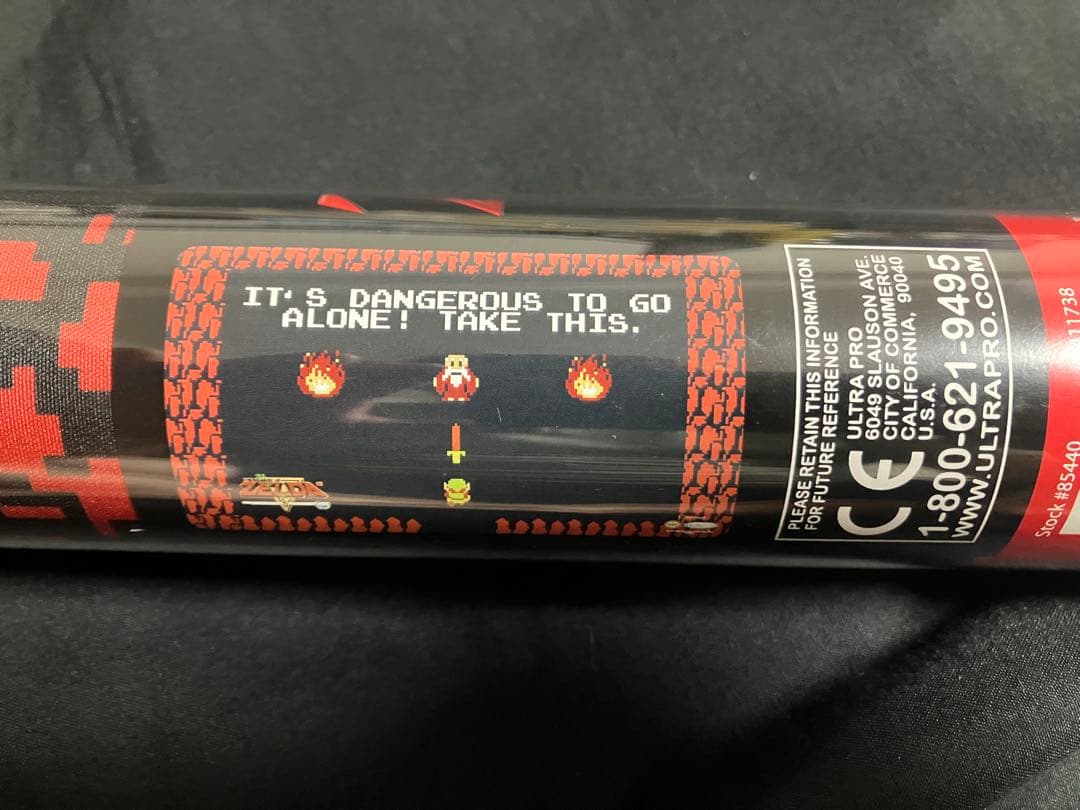 IT'S DANGEROUS TO GO
ALONE! TAKE THIS.
ZELDA
PLEASE RETAIN THIS INFORMATION
FOR FUTURE REFERENCE
CE
ULTRA PRO
6049 SLAUSON AVE.
CITY OF COMMERCE
CALIFORNIA, 90040
U.S.A.
1-800-621-9495
WWW.ULTRAPRO.COM
Stock #85440
11738